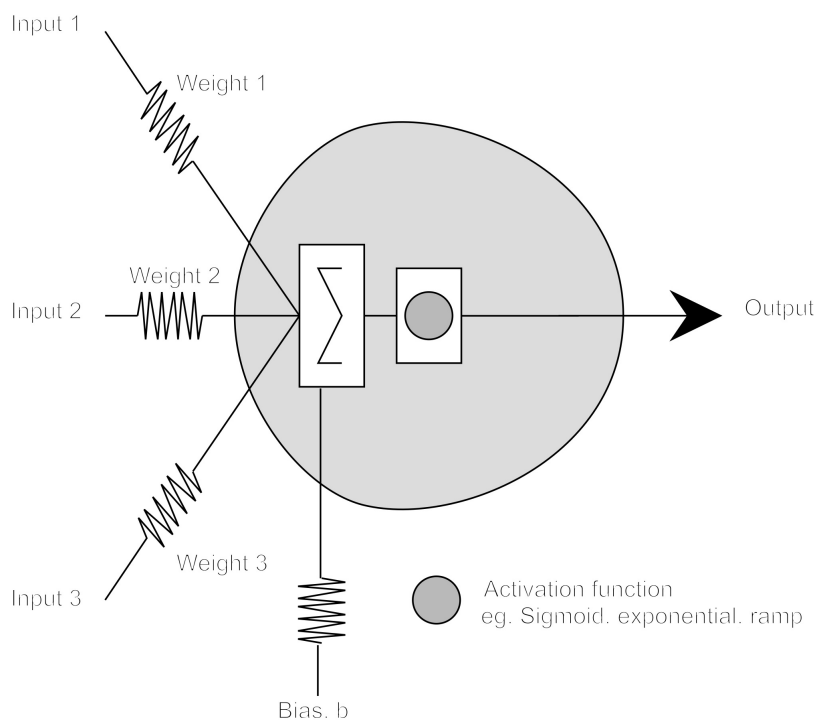 Input 1
Weight 1
Weight 2
Input 2
Output
Weight 3
Input 3
Activation function
eg. Sigmoid. exponential. ramp
Bias. b